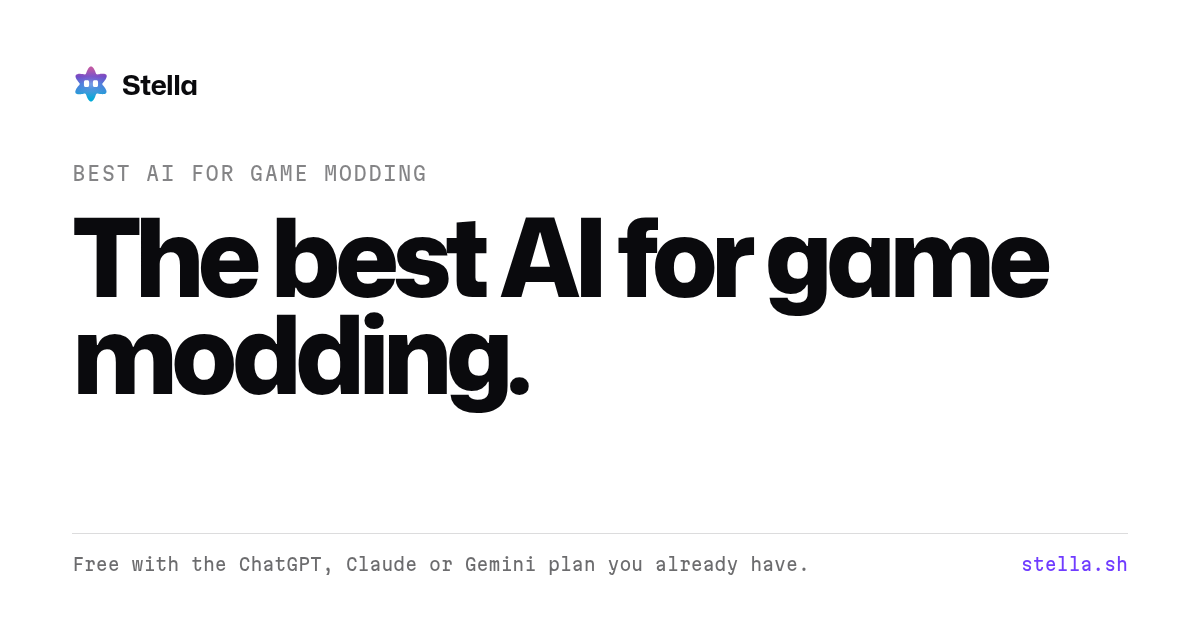 Stella
BEST AI FOR GAME MODDING
The best AI for game
modding.
Free with the ChatGPT, Claude or Gemini plan you already have.
stella.sh